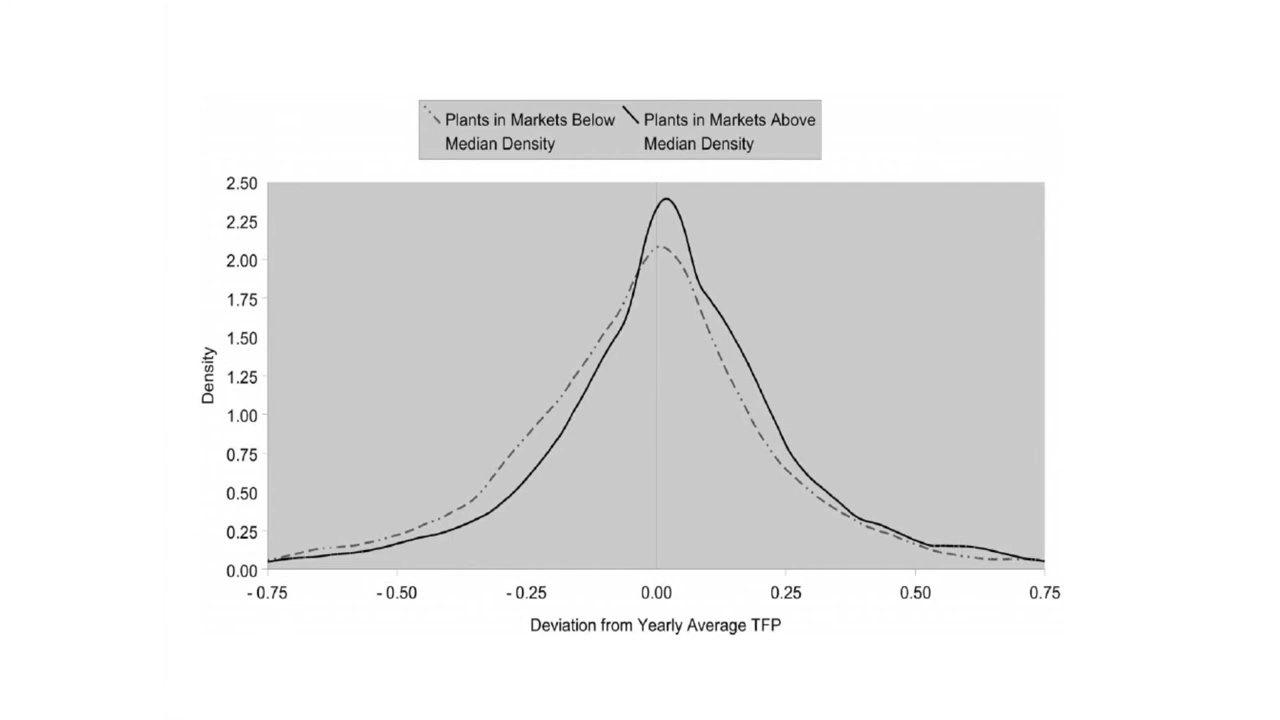 Plants in Markets Below Median Density
Plants in Markets Above Median Density
2.50
2.25
2.00
1.75
1.50
1.25
1.00
0.75
0.50
0.25
0.00
Density
- 0.75 - 0.50 - 0.25 0.00 0.25 0.50 0.75
Deviation from Yearly Average TFP